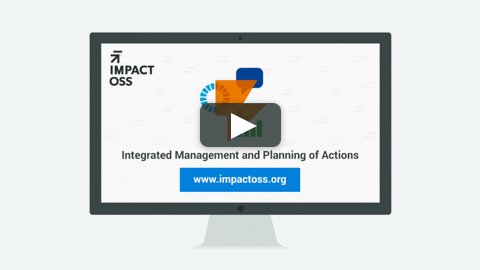 IMPACT
OSS
Integrated Management and Planning of Actions
www.impactoss.org